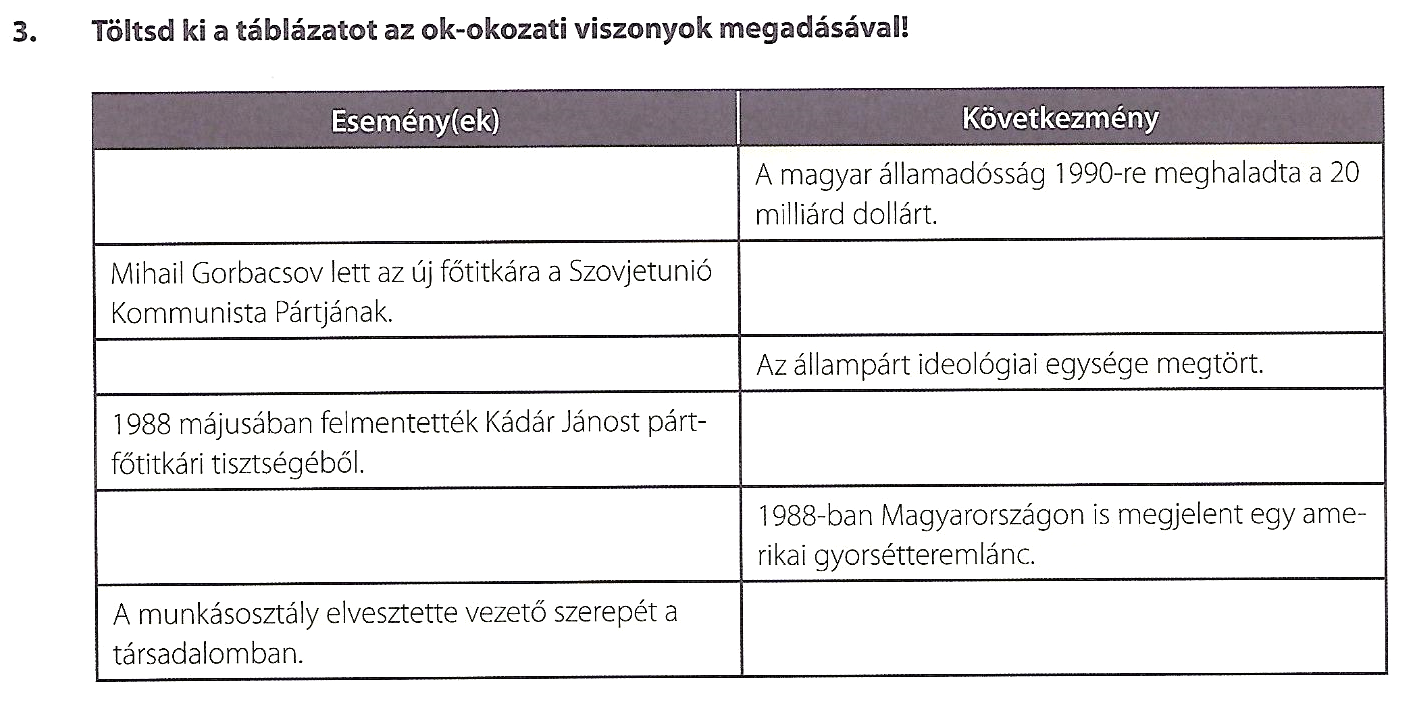 3. Töltsd ki a táblázatot az ok-okozati viszonyok megadásával!
Esemény(ek) Következmény
A magyar államadósság 1990-re meghaladta a 20
milliárd dollárt.
Mihail Gorbacsov lett az új főtitkára a Szovjetunió
Kommunista Pártjának.
Az állampárt ideológiai egysége megtört.
1988 májusában felmentették Kádár Jánost párt-
főtitkári tisztségéből.
1988-ban Magyarországon is megjelent egy ame-
rikai gyorsétteremlánc.
A munkásosztály elvesztette vezető szerepét a
társadalomban.